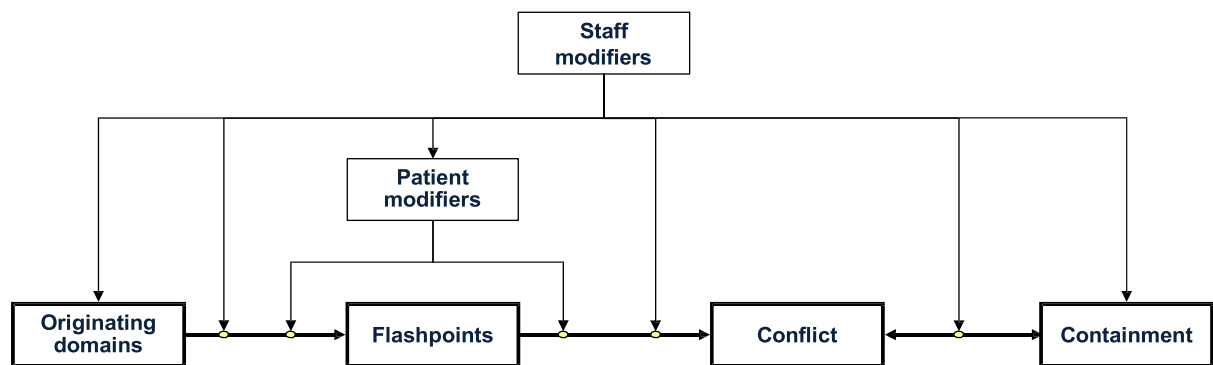 Staff
modifiers
Patient
modifiers
Originating
domains
Flashpoints
Conflict
Containment